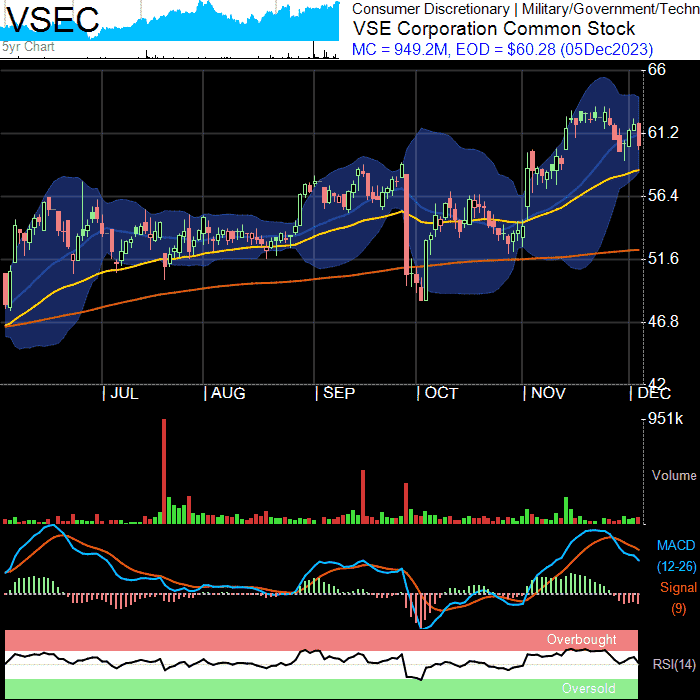 VSEC
5yr Chart
Consumer Discretionary | Military/Government/Techn
VSE Corporation Common Stock
MC = 949.2M, EOD = $60.28 (05Dec2023)
66
61.2
56.4
51.6
46.8
42
| JUL | AUG | SEP | OCT | NOV | DEC
951k
Volume
MACD
(12-26)
Signal
(9)
Overbought
RSI(14)
Oversold